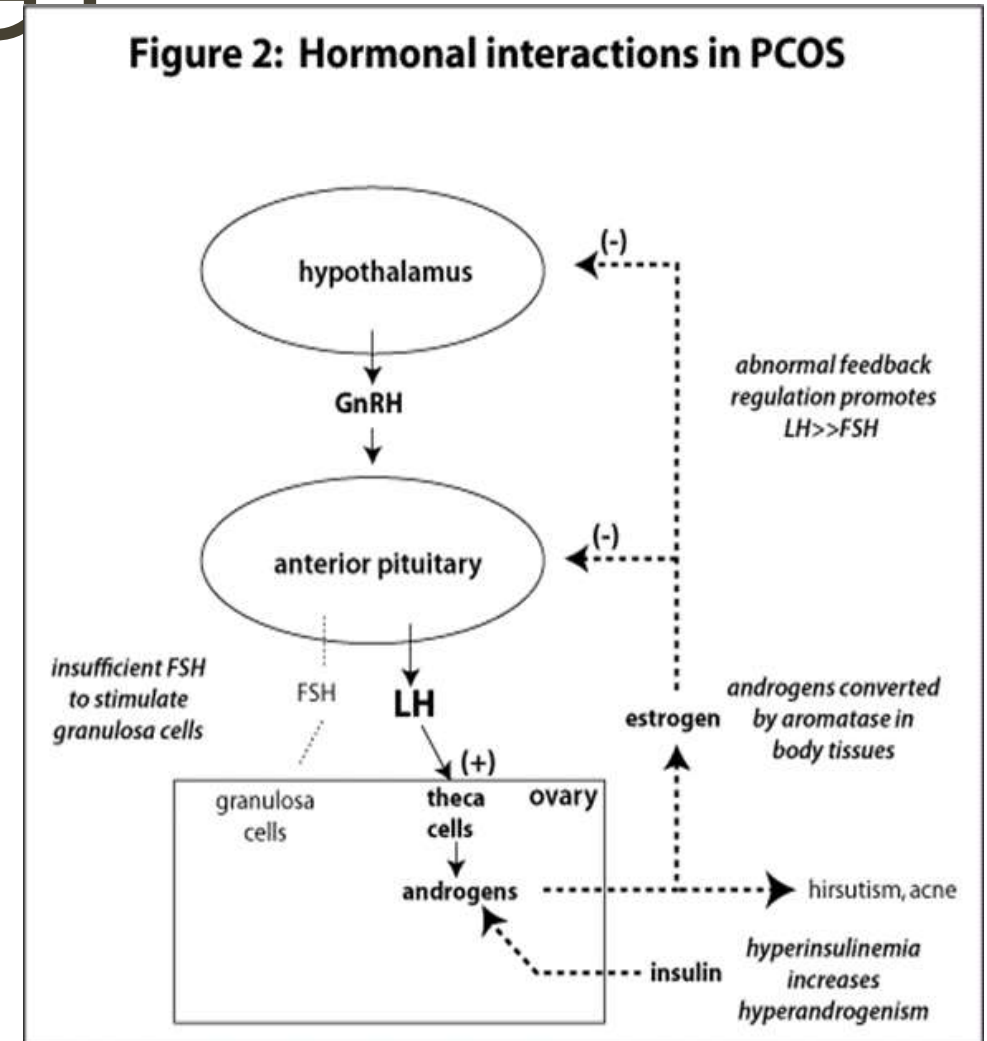 Figure 2: Hormonal interactions in PCOS
(-)
hypothalamus
abnormal feedback
regulation promotes
LH>>FSH
GnRH
(-)
anterior pituitary
insufficient FSH
to stimulate
granulosa cells
FSH
LH
estrogen
androgens converted
by aromatase in
body tissues
(+)
granulosa
cells
theca
cells
ovary
androgens
hirsutism, acne
insulin
hyperinsulinemia
increases
hyperandrogenism